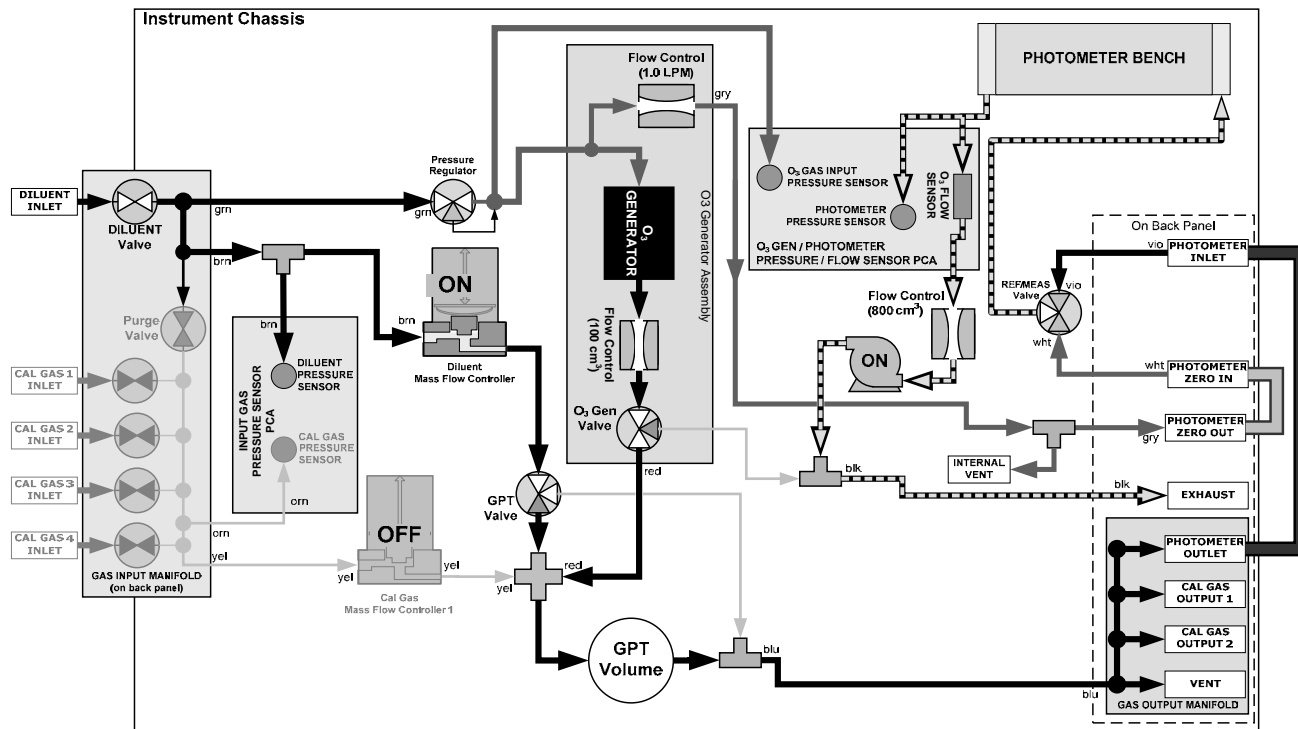 Instrument Chassis
Flow Control
(1.0 LPM)
gry
PHOTOMETER BENCH
Pressure
Regulator
O₃ GAS INPUT
PRESSURE SENSOR
O₃ FLOW
SENSOR
PHOTOMETER
PRESSURE SENSOR
O₃ GEN / PHOTOMETER
PRESSURE / FLOW SENSOR PCA
DILUENT
INLET
DILUENT
Valve
grn
grn
O₃
GENERATOR
O3 Generator Assembly
On Back Panel
vio
PHOTOMETER
INLET
brn
ON
REF/MEAS
Valve
vio
Flow Control
(800 cm³)
Purge
Valve
brn
brn
Flow Control
(100 cm³)
ON
wht
wht
PHOTOMETER
ZERO IN
DILUENT
PRESSURE
SENSOR
Diluent
Mass Flow Controller
CAL GAS 1
INLET
INPUT GAS
PRESSURE SENSOR
PCA
O₃ Gen
Valve
CAL GAS 2
INLET
CAL GAS
PRESSURE
SENSOR
PHOTOMETER
ZERO OUT
gry
red
INTERNAL
VENT
blk
blk
CAL GAS 3
INLET
orn
GPT
Valve
EXHAUST
OFF
orn
CAL GAS 4
INLET
yel
yel
yel
yel
red
PHOTOMETER
OUTLET
GAS INPUT MANIFOLD
(on back panel)
Cal Gas
Mass Flow Controller 1
CAL GAS
OUTPUT 1
GPT
Volume
blu
CAL GAS
OUTPUT 2
VENT
blu
GAS OUTPUT MANIFOLD